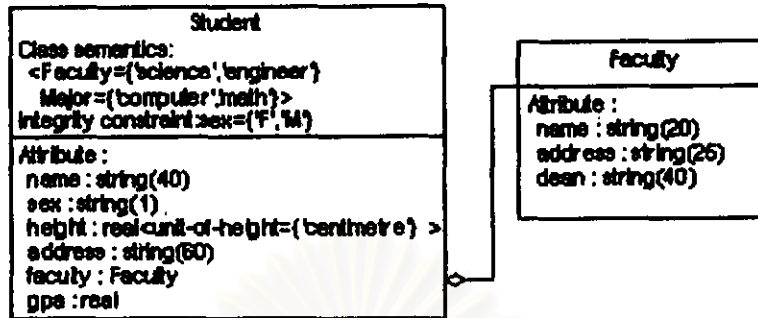 Student
Class semantics:
<Faculty={'science','engineer'}
Major={'computer','math'}>
Integrity constraint:sex={'F','M'}
Attribute :
name : string(40)
sex : string(1)
height : real<unit-of-height={'centimetre'} >
address : string(60)
faculty : Faculty
gpa :real
Faculty
Attribute :
name : string(20)
address : string(25)
dean : string(40)